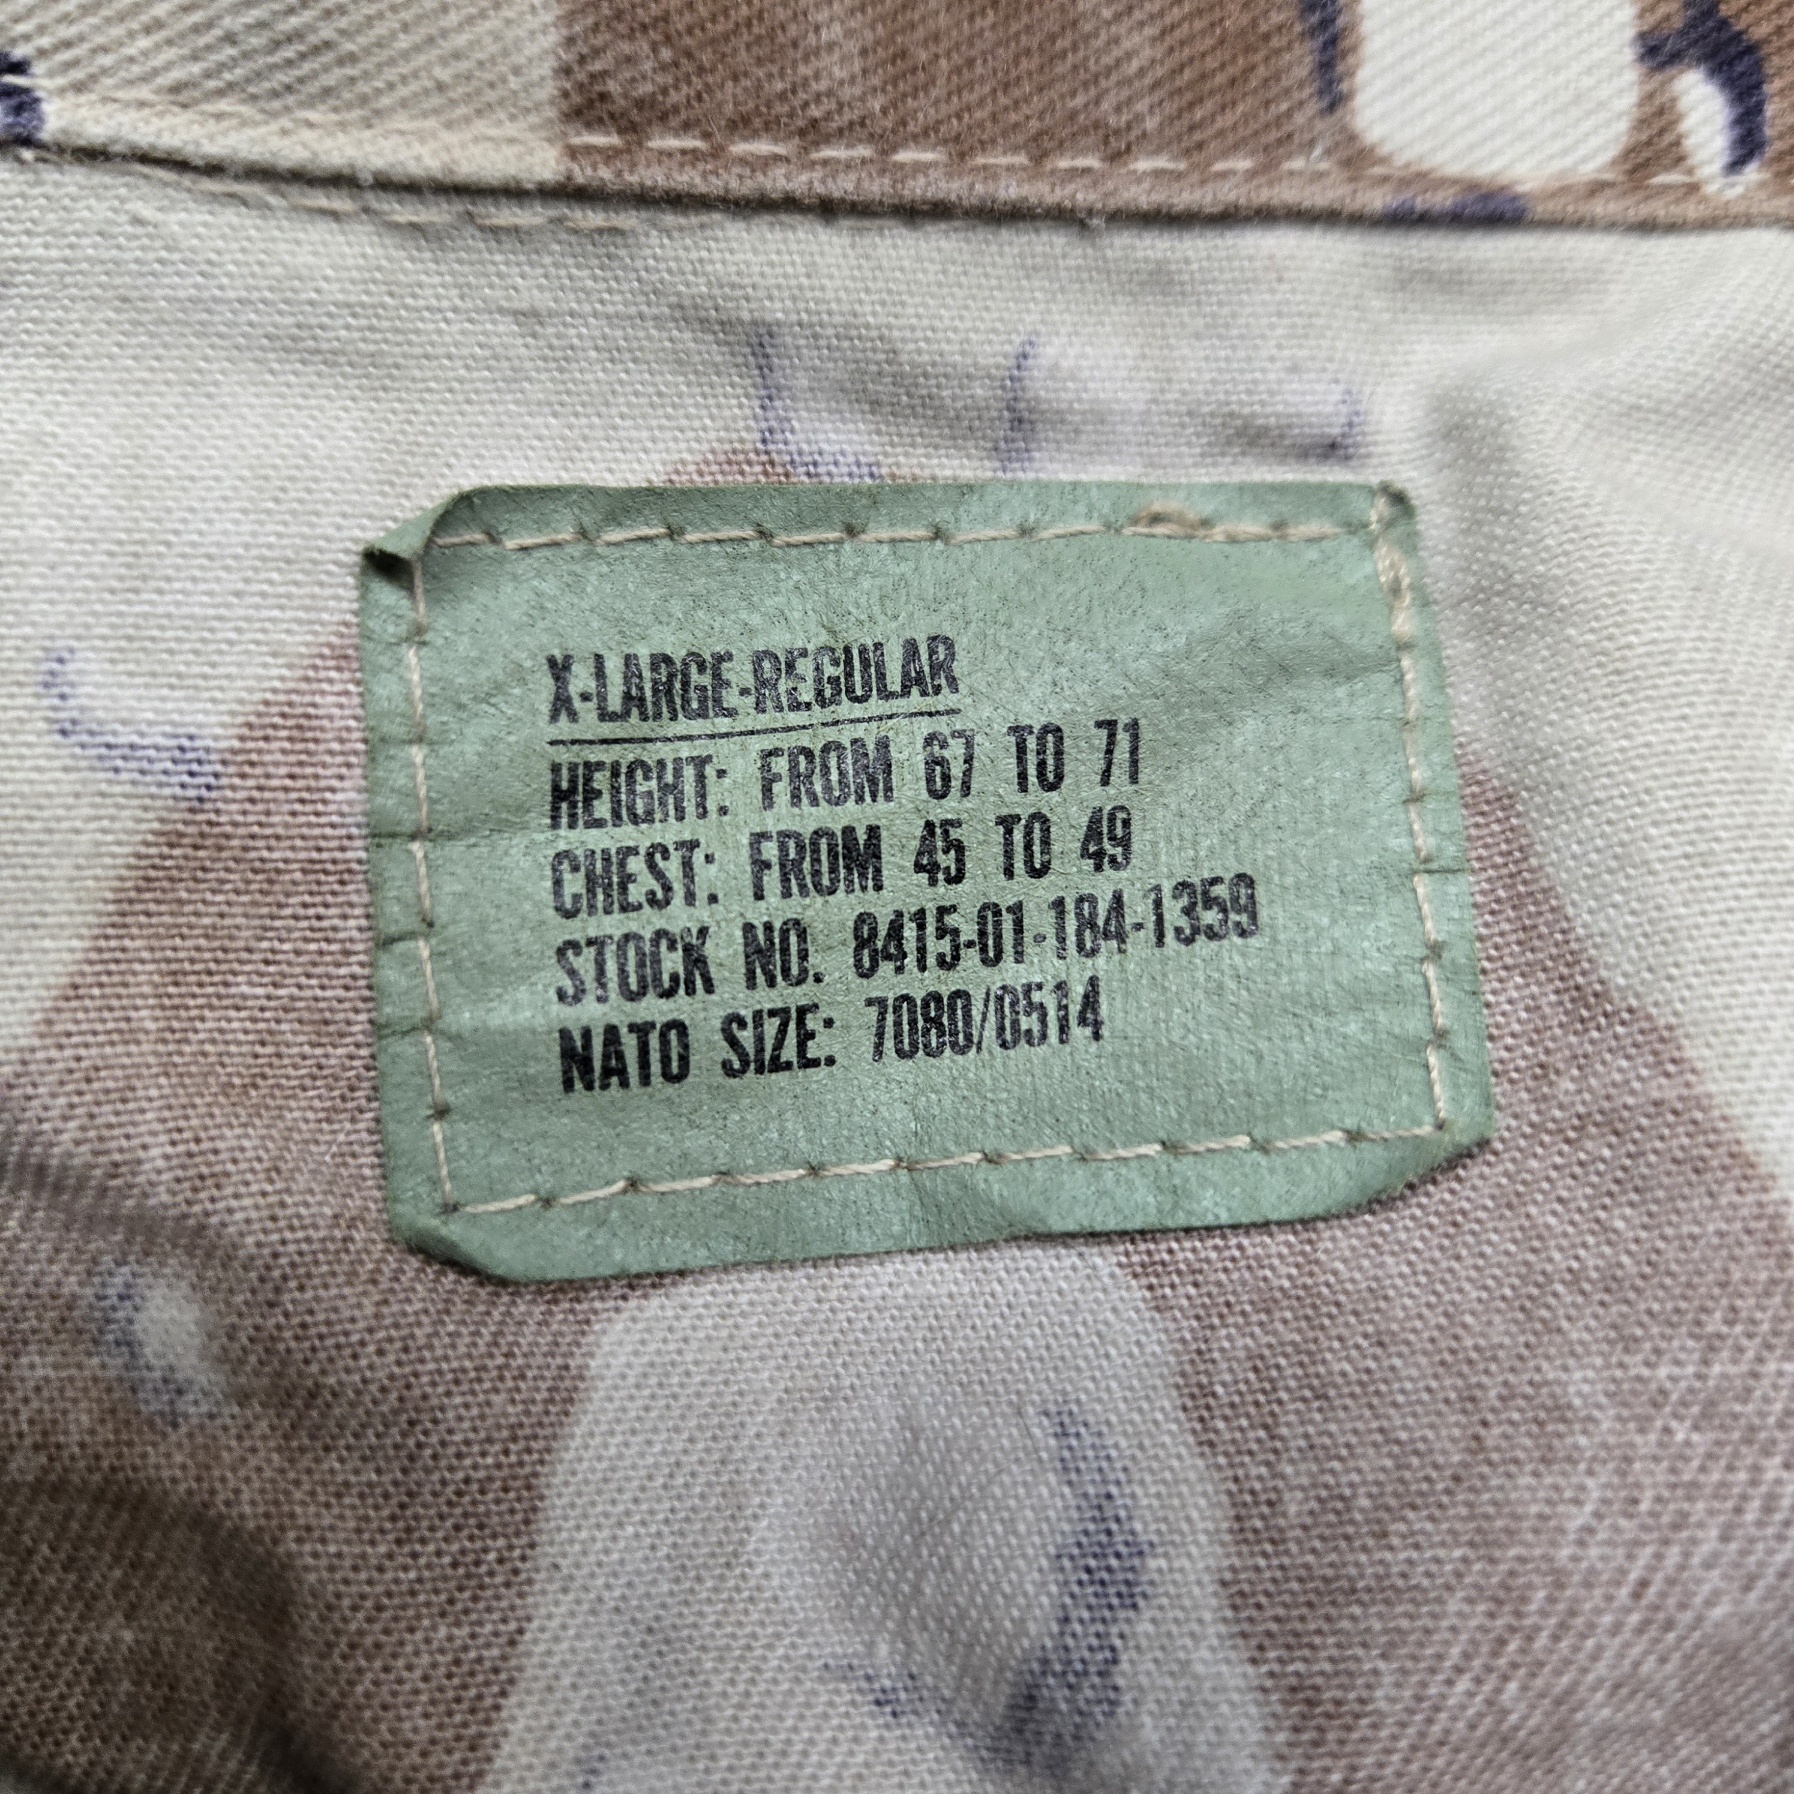 X-LARGE-REGULAR
HEIGHT: FROM 67 TO 71
CHEST: FROM 45 TO 49
STOCK NO. 8415-01-184-1359
NATO SIZE: 7080/0514